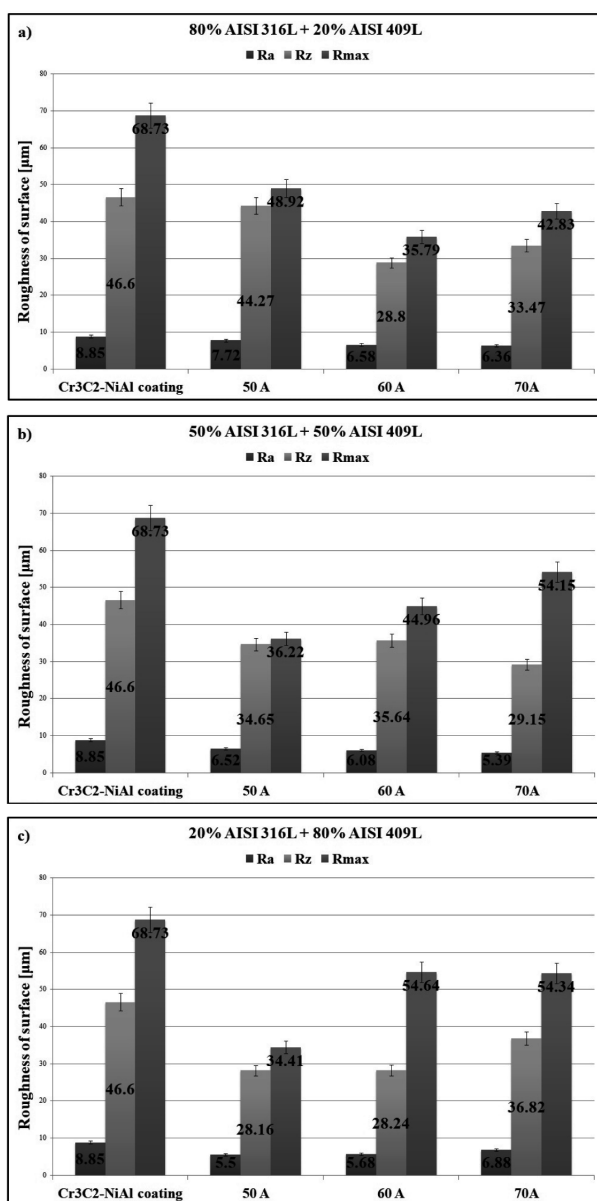 a)
80% AISI 316L + 20% AISI 409L
Ra Rz Rmax
Roughness of surface [µm]
80
70
60
50
40
30
20
10
0
8.85 46.6 68.73
7.72 44.27 48.92
6.58 28.8 35.79
6.36 33.47 42.83
Cr3C2-NiAl coating 50 A 60 A 70A
b)
50% AISI 316L + 50% AISI 409L
Ra Rz Rmax
Roughness of surface [µm]
80
70
60
50
40
30
20
10
0
8.85 46.6 68.73
6.52 34.65 36.22
6.08 35.64 44.96
5.39 29.15 54.15
Cr3C2-NiAl coating 50 A 60 A 70A
c)
20% AISI 316L + 80% AISI 409L
Ra Rz Rmax
Roughness of surface [µm]
80
70
60
50
40
30
20
10
0
8.85 46.6 68.73
5.5 28.16 34.41
5.68 28.24 54.64
6.88 36.82 54.34
Cr3C2-NiAl coating 50 A 60 A 70A